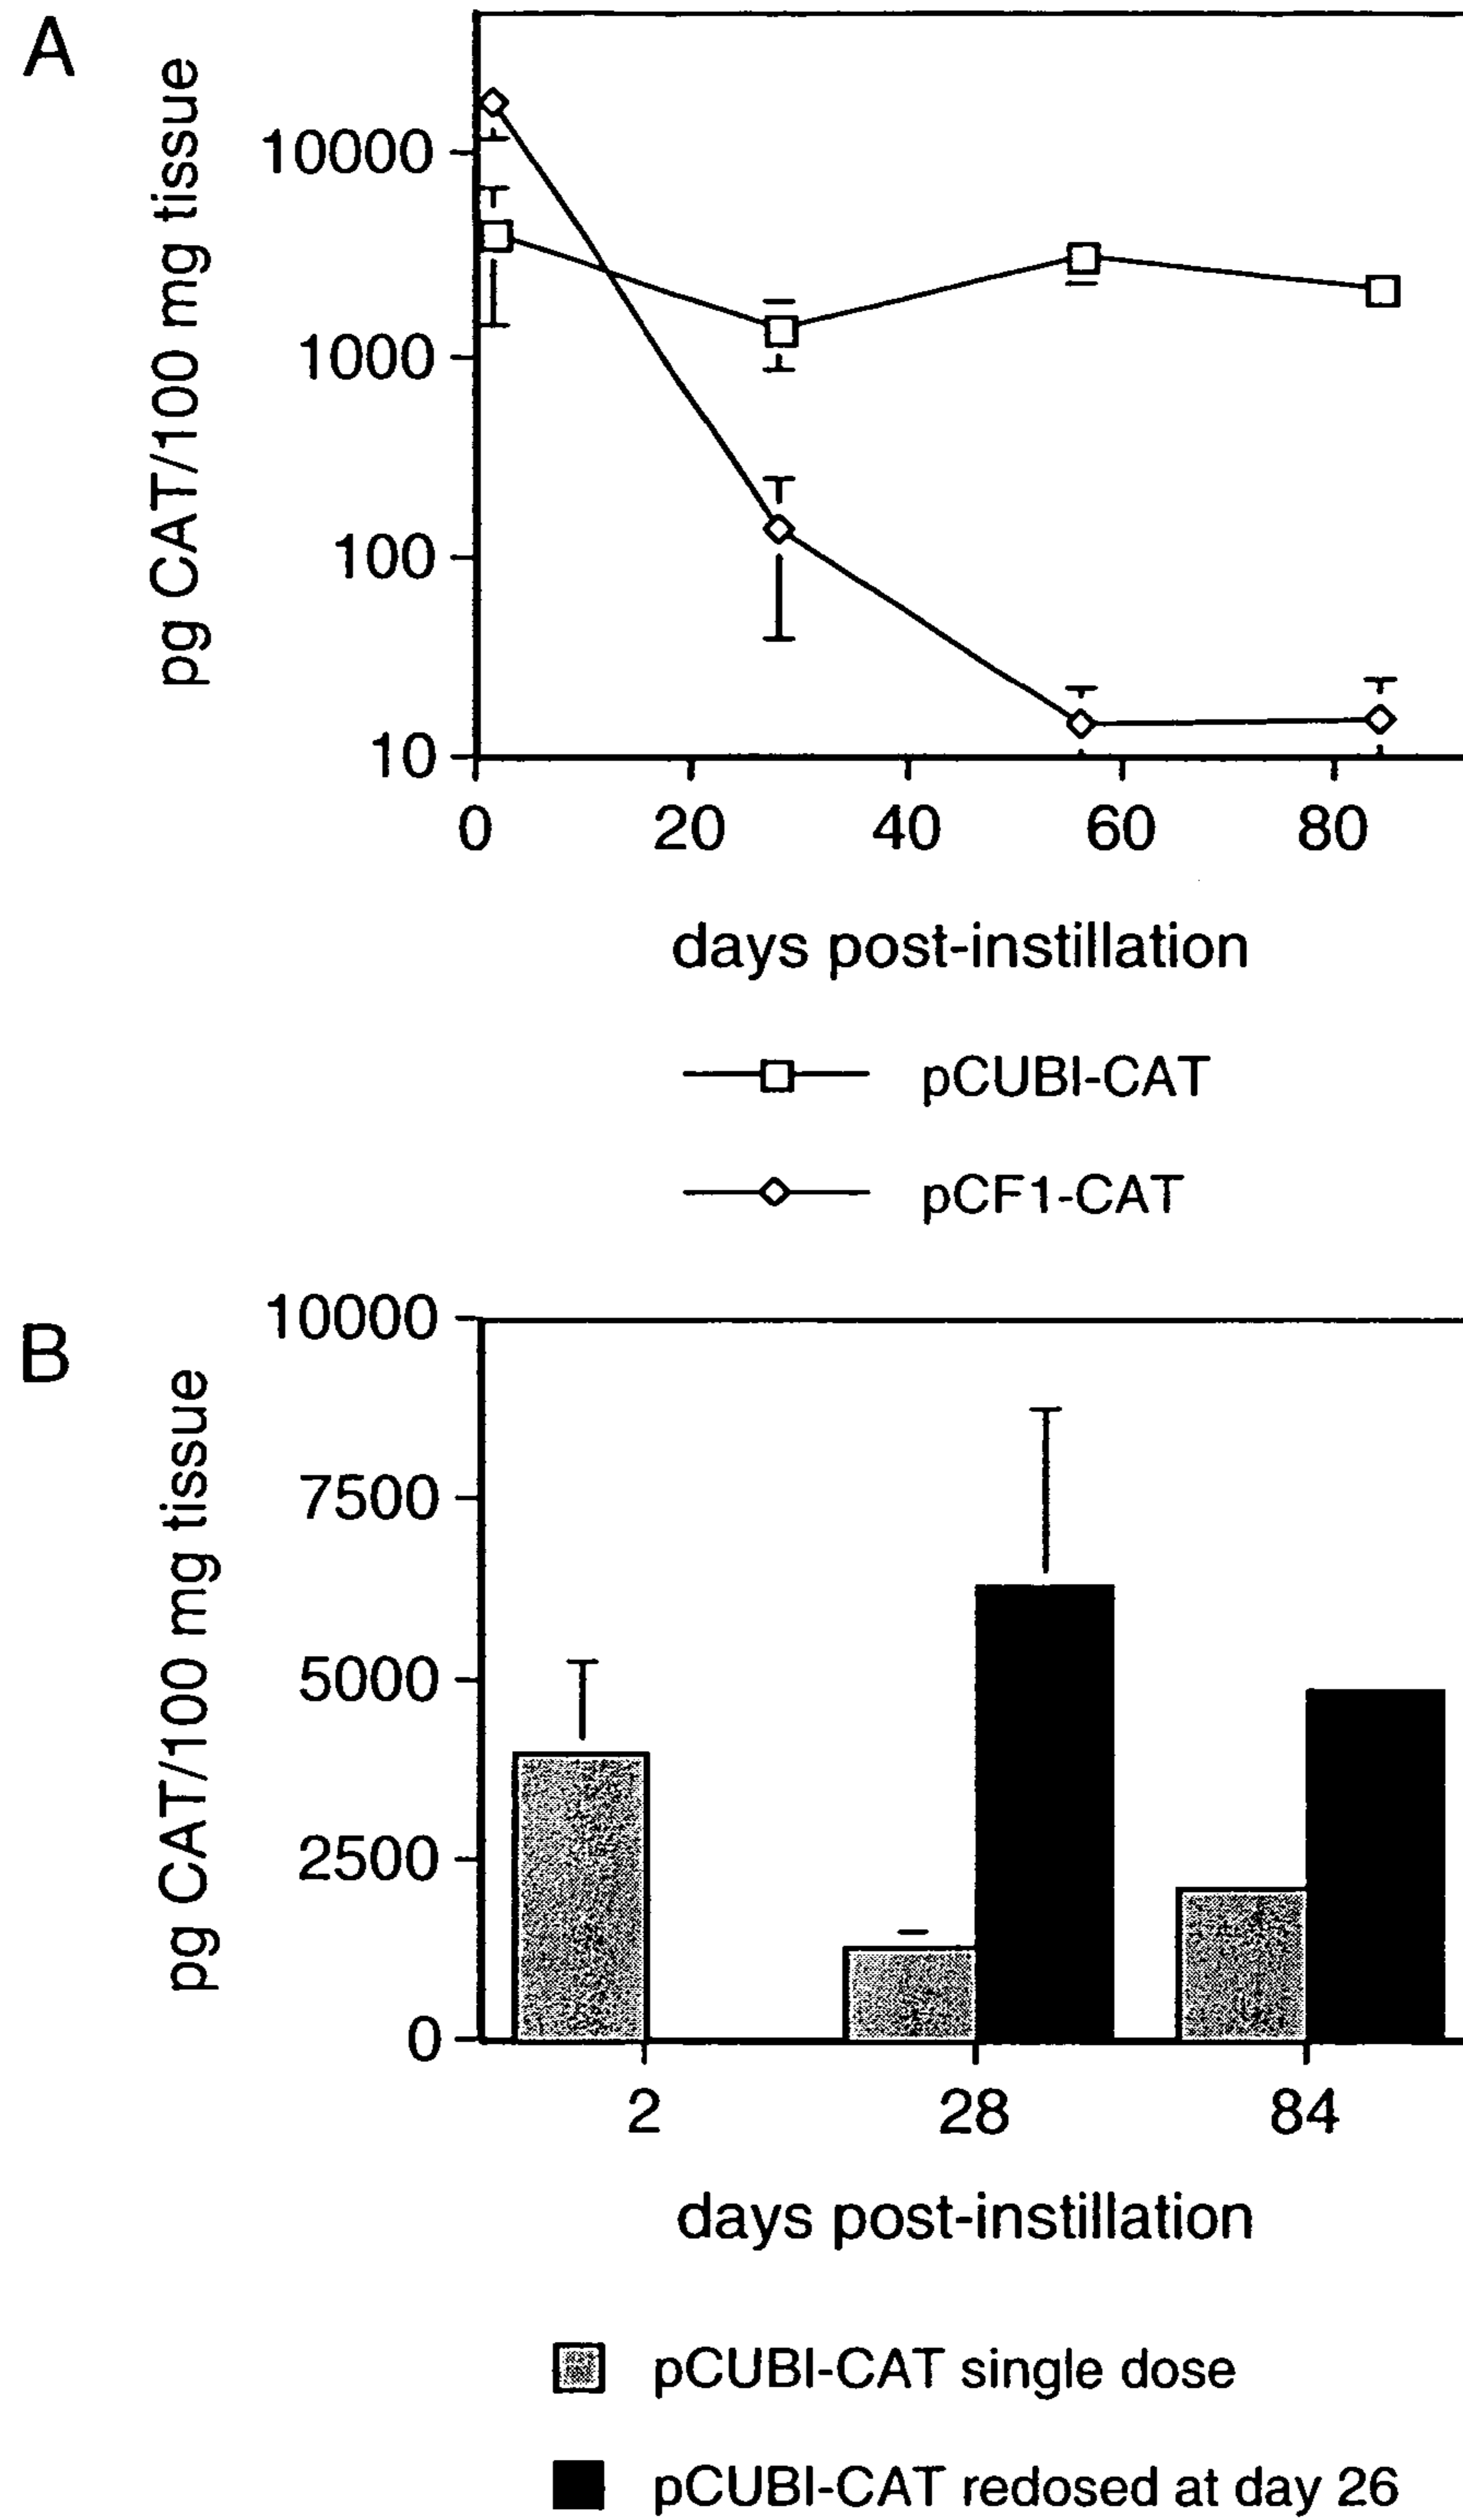 A
pg CAT/100 mg tissue
10000
1000
100
10
0 20 40 60 80
days post-instillation
pCUBI-CAT
pCF1-CAT
B
pg CAT/100 mg tissue
10000
7500
5000
2500
0
2 28 84
days post-instillation
pCUBI-CAT single dose
pCUBI-CAT redosed at day 26